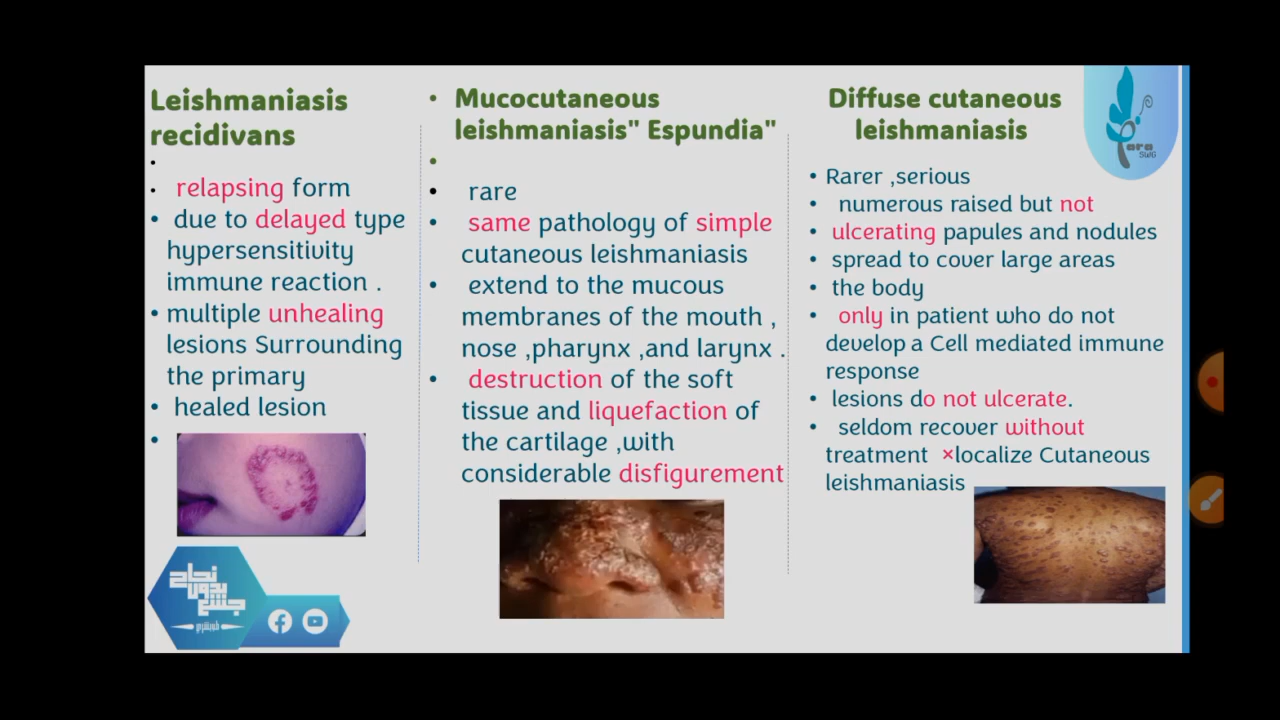 Leishmaniasis
recidivans
•
• relapsing form
• due to delayed type
hypersensitivity
immune reaction .
• multiple unhealing
lesions Surrounding
the primary
• healed lesion
•
• Mucocutaneous
leishmaniasis" Espundia"
•
• rare
• same pathology of simple
cutaneous leishmaniasis
• extend to the mucous
membranes of the mouth ,
nose ,pharynx ,and larynx .
• destruction of the soft
tissue and liquefaction of
the cartilage ,with
considerable disfigurement
Diffuse cutaneous
leishmaniasis
• Rarer ,serious
• numerous raised but not
• ulcerating papules and nodules
• spread to cover large areas
• the body
• only in patient who do not
develop a Cell mediated immune
response
• lesions do not ulcerate.
• seldom recover without
treatment ×localize Cutaneous
leishmaniasis
Para
SWG
نجاح
بدون
جشع